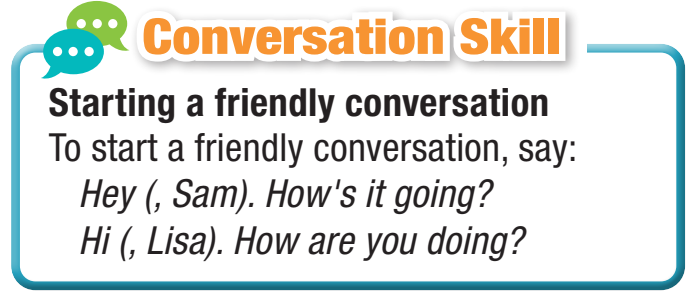 Conversation Skill
Starting a friendly conversation
To start a friendly conversation, say:
Hey (, Sam). How's it going?
Hi (, Lisa). How are you doing?